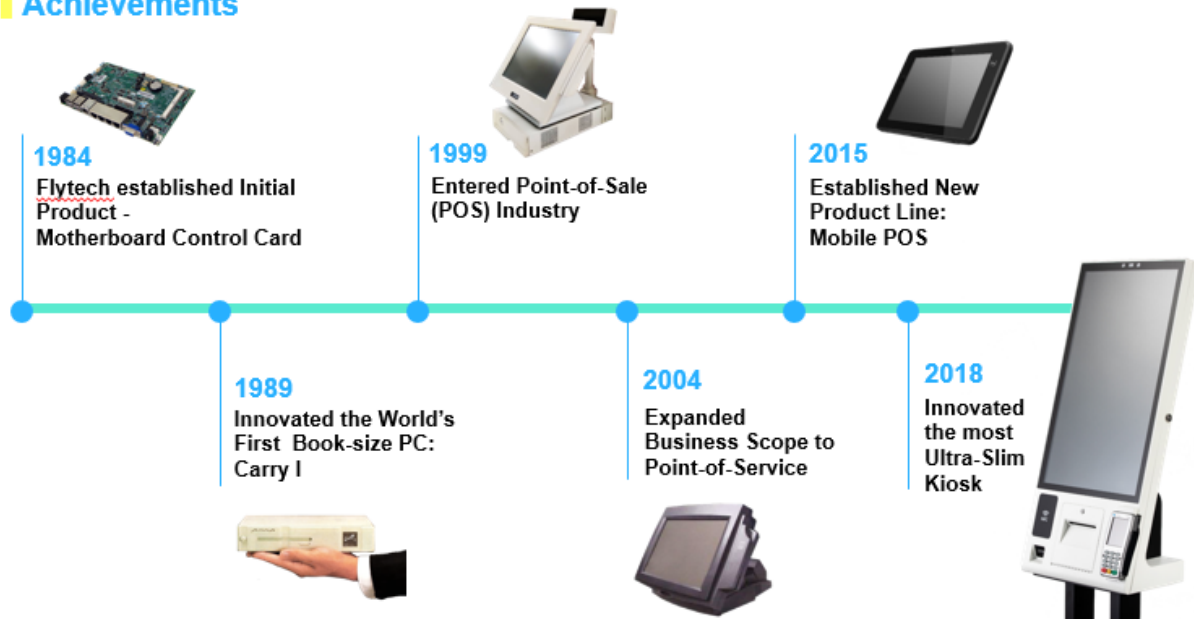 Achievements
1984
Flytech established Initial
Product -
Motherboard Control Card
1999
Entered Point-of-Sale
(POS) Industry
2015
Established New
Product Line:
Mobile POS
1989
Innovated the World's
First  Book-size PC:
Carry I
2004
Expanded
Business Scope to
Point-of-Service
2018
Innovated
the most
Ultra-Slim
Kiosk